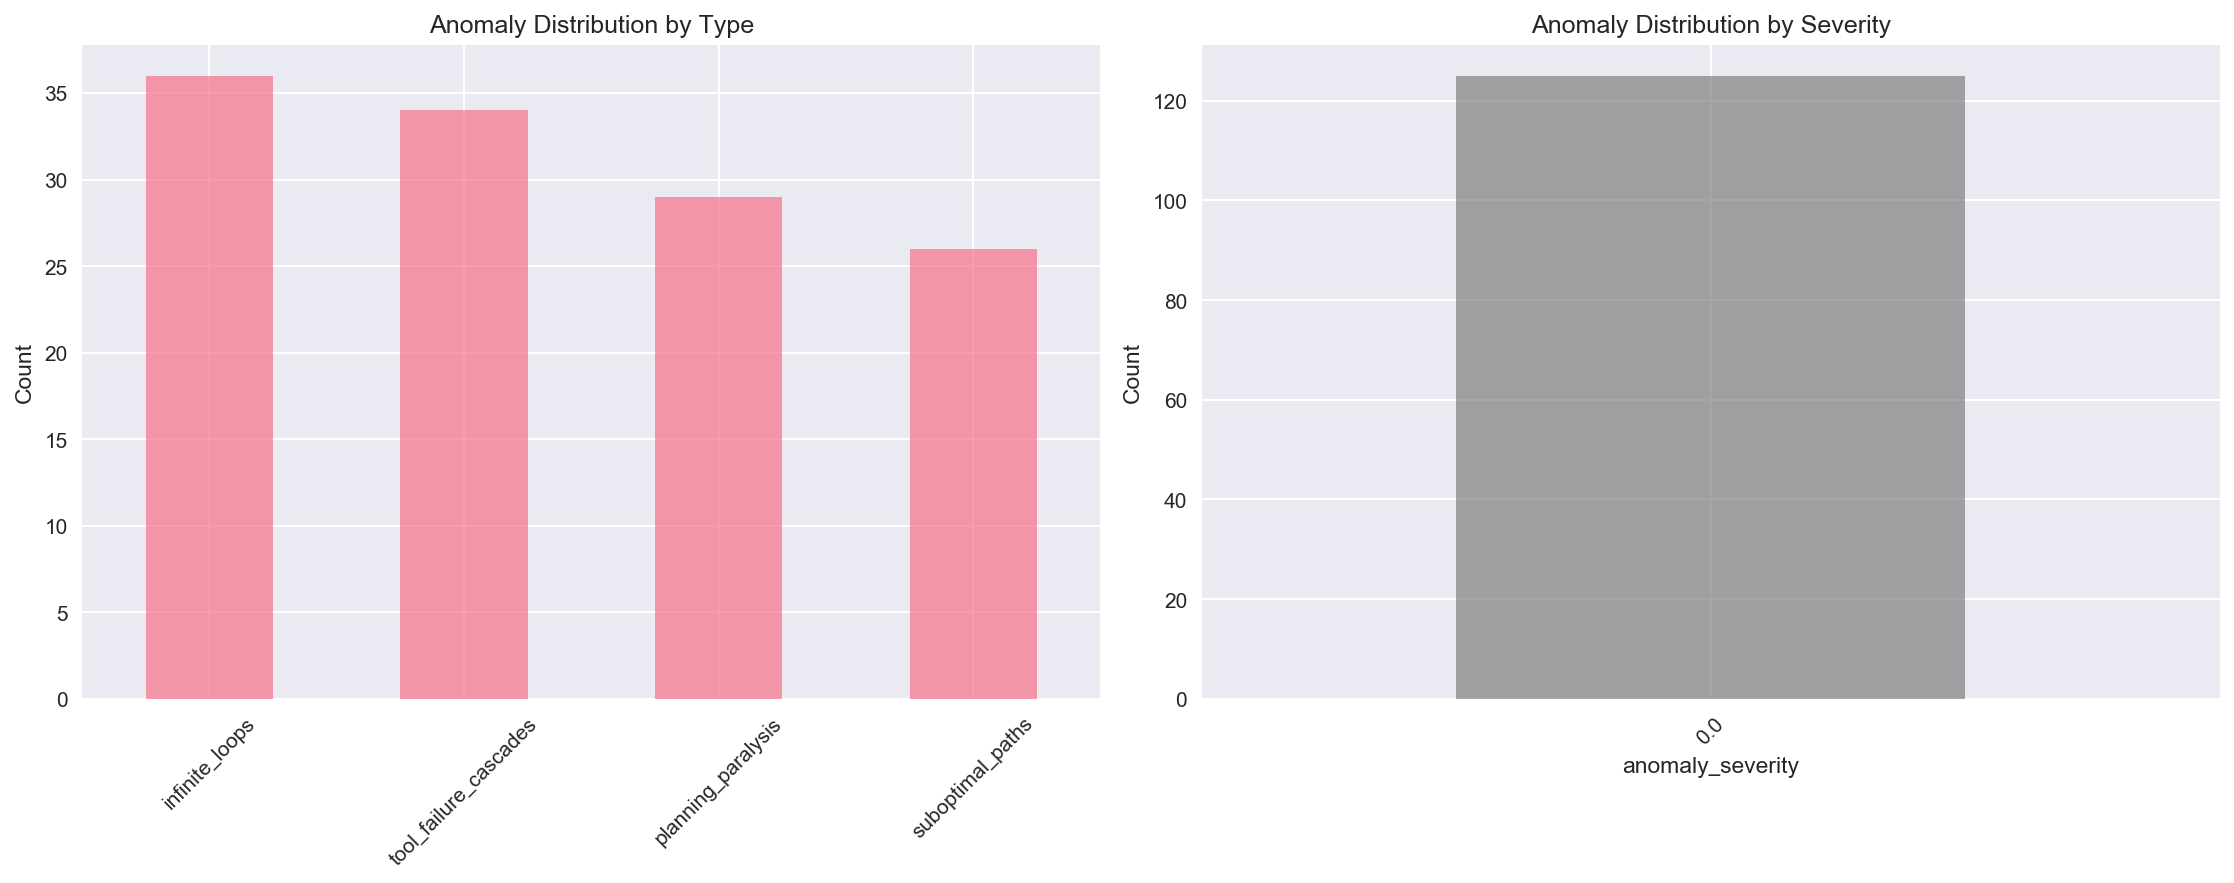 Anomaly Distribution by Type
Count
35
30
25
20
15
10
5
0
infinite_loops
tool_failure_cascades
planning_paralysis
suboptimal_paths
Anomaly Distribution by Severity
Count
120
100
80
60
40
20
0
0.0
anomaly_severity